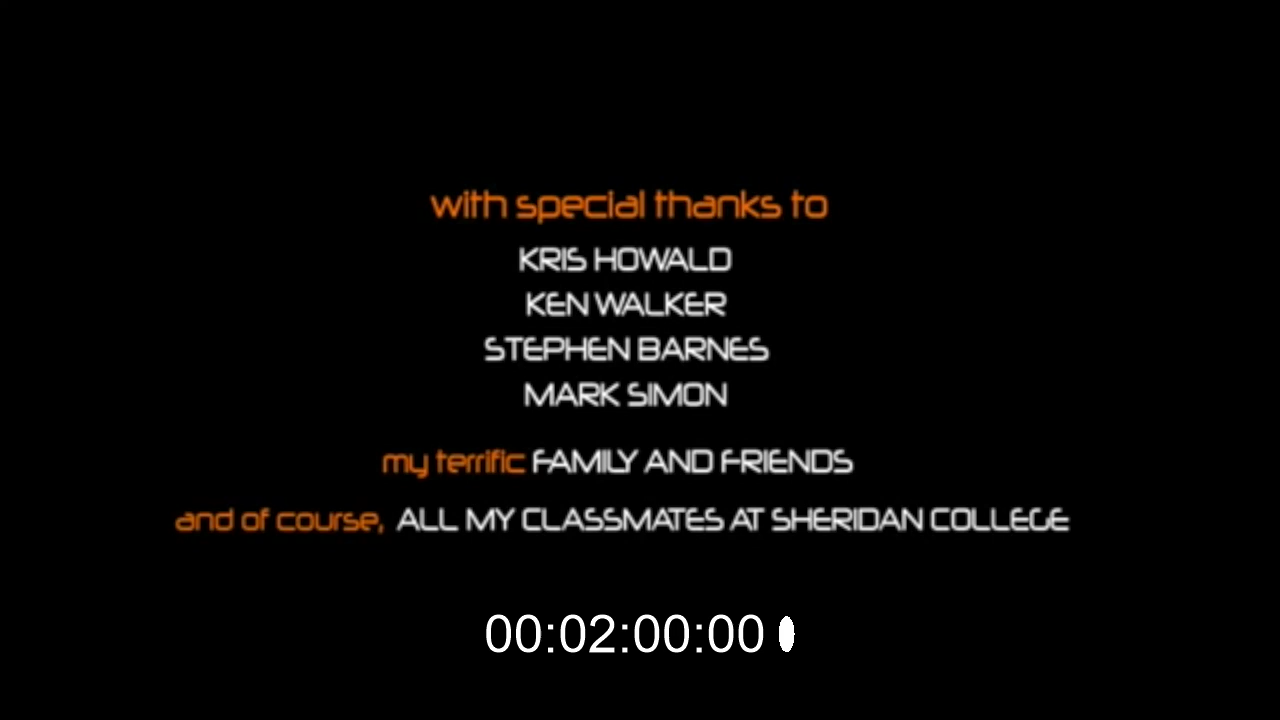 with special thanks to
KRIS HOWALD
KEN WALKER
STEPHEN BARNES
MARK SIMON
my terrific FAMILY AND FRIENDS
and of course, ALL MY CLASSMATES AT SHERIDAN COLLEGE
00:02:00:00